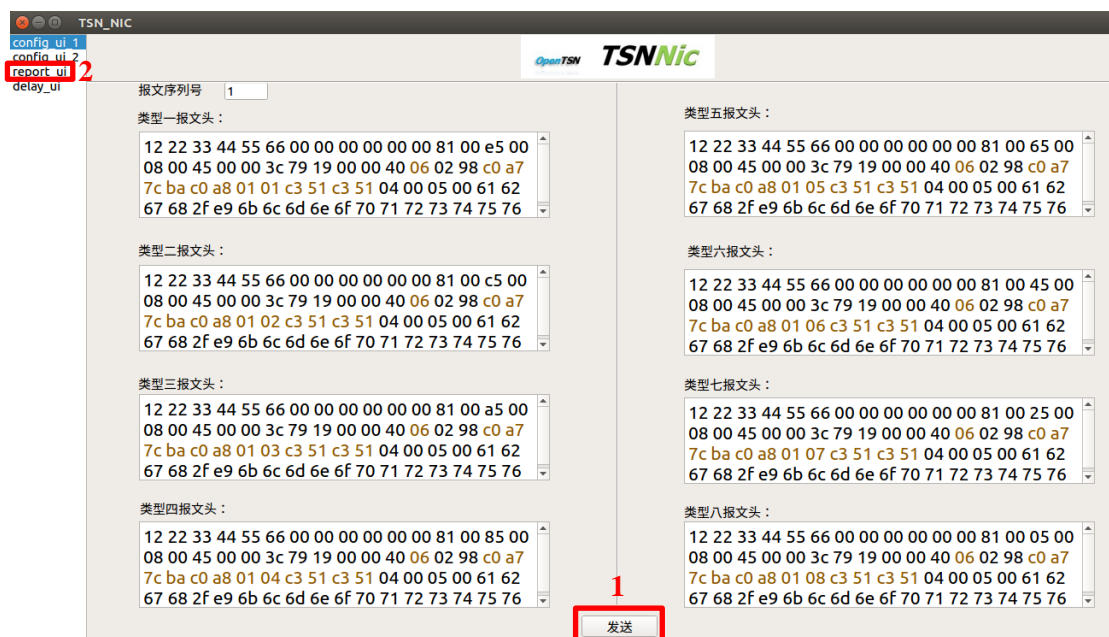 TSN_NIC
config_ui_1
config_ui_2
report_ui
2
delay_ui
OpenTSN TSNNic
报文序列号 1
类型一报文头：
12 22 33 44 55 66 00 00 00 00 00 00 81 00 e5 00
08 00 45 00 00 3c 79 19 00 00 40 06 02 98 c0 a7
7c ba c0 a8 01 01 c3 51 c3 51 04 00 05 00 61 62
67 68 2f e9 6b 6c 6d 6e 6f 70 71 72 73 74 75 76
类型二报文头：
12 22 33 44 55 66 00 00 00 00 00 00 81 00 c5 00
08 00 45 00 00 3c 79 19 00 00 40 06 02 98 c0 a7
7c ba c0 a8 01 02 c3 51 c3 51 04 00 05 00 61 62
67 68 2f e9 6b 6c 6d 6e 6f 70 71 72 73 74 75 76
类型三报文头：
12 22 33 44 55 66 00 00 00 00 00 00 81 00 a5 00
08 00 45 00 00 3c 79 19 00 00 40 06 02 98 c0 a7
7c ba c0 a8 01 03 c3 51 c3 51 04 00 05 00 61 62
67 68 2f e9 6b 6c 6d 6e 6f 70 71 72 73 74 75 76
类型四报文头：
12 22 33 44 55 66 00 00 00 00 00 00 81 00 85 00
08 00 45 00 00 3c 79 19 00 00 40 06 02 98 c0 a7
7c ba c0 a8 01 04 c3 51 c3 51 04 00 05 00 61 62
67 68 2f e9 6b 6c 6d 6e 6f 70 71 72 73 74 75 76
类型五报文头：
12 22 33 44 55 66 00 00 00 00 00 00 81 00 65 00
08 00 45 00 00 3c 79 19 00 00 40 06 02 98 c0 a7
7c ba c0 a8 01 05 c3 51 c3 51 04 00 05 00 61 62
67 68 2f e9 6b 6c 6d 6e 6f 70 71 72 73 74 75 76
类型六报文头：
12 22 33 44 55 66 00 00 00 00 00 00 81 00 45 00
08 00 45 00 00 3c 79 19 00 00 40 06 02 98 c0 a7
7c ba c0 a8 01 06 c3 51 c3 51 04 00 05 00 61 62
67 68 2f e9 6b 6c 6d 6e 6f 70 71 72 73 74 75 76
类型七报文头：
12 22 33 44 55 66 00 00 00 00 00 00 81 00 25 00
08 00 45 00 00 3c 79 19 00 00 40 06 02 98 c0 a7
7c ba c0 a8 01 07 c3 51 c3 51 04 00 05 00 61 62
67 68 2f e9 6b 6c 6d 6e 6f 70 71 72 73 74 75 76
类型八报文头：
12 22 33 44 55 66 00 00 00 00 00 00 81 00 05 00
08 00 45 00 00 3c 79 19 00 00 40 06 02 98 c0 a7
7c ba c0 a8 01 08 c3 51 c3 51 04 00 05 00 61 62
67 68 2f e9 6b 6c 6d 6e 6f 70 71 72 73 74 75 76
1
发送